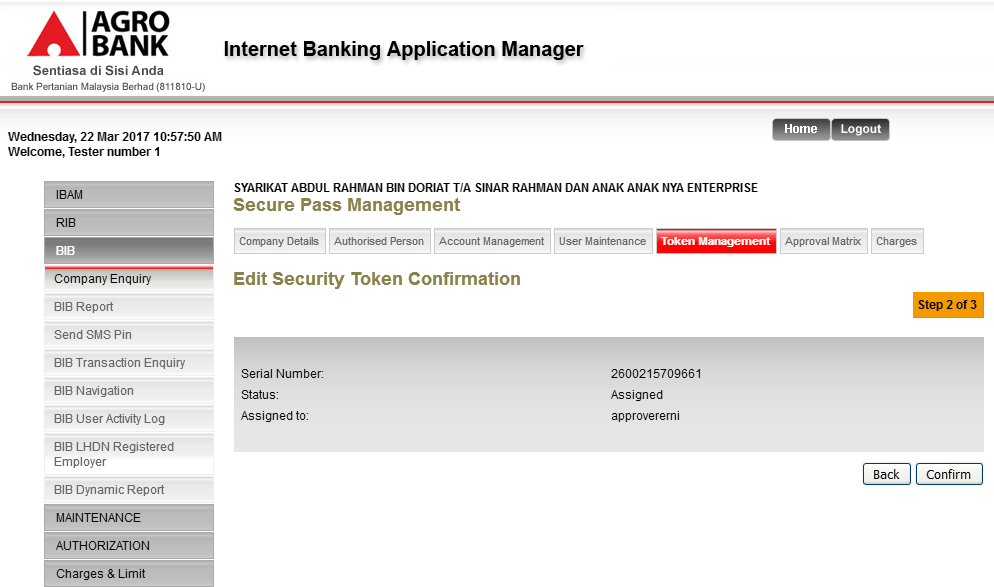 AGRO
BANK
Sentiasa di Sisi Anda
Bank Pertanian Malaysia Berhad (811810-U)
Internet Banking Application Manager
Wednesday, 22 Mar 2017 10:57:50 AM
Welcome, Tester number 1
Home
Logout
IBAM
RIB
BIB
Company Enquiry
BIB Report
Send SMS Pin
BIB Transaction Enquiry
BIB Navigation
BIB User Activity Log
BIB LHDN Registered
Employer
BIB Dynamic Report
MAINTENANCE
AUTHORIZATION
Charges & Limit
SYARIKAT ABDUL RAHMAN BIN DORIAT T/A SINAR RAHMAN DAN ANAK ANAK NYA ENTERPRISE
Secure Pass Management
Company Details
Authorised Person
Account Management
User Maintenance
Token Management
Approval Matrix
Charges
Edit Security Token Confirmation
Step 2 of 3
Serial Number: 2600215709661
Status: Assigned
Assigned to: approvererni
Back
Confirm